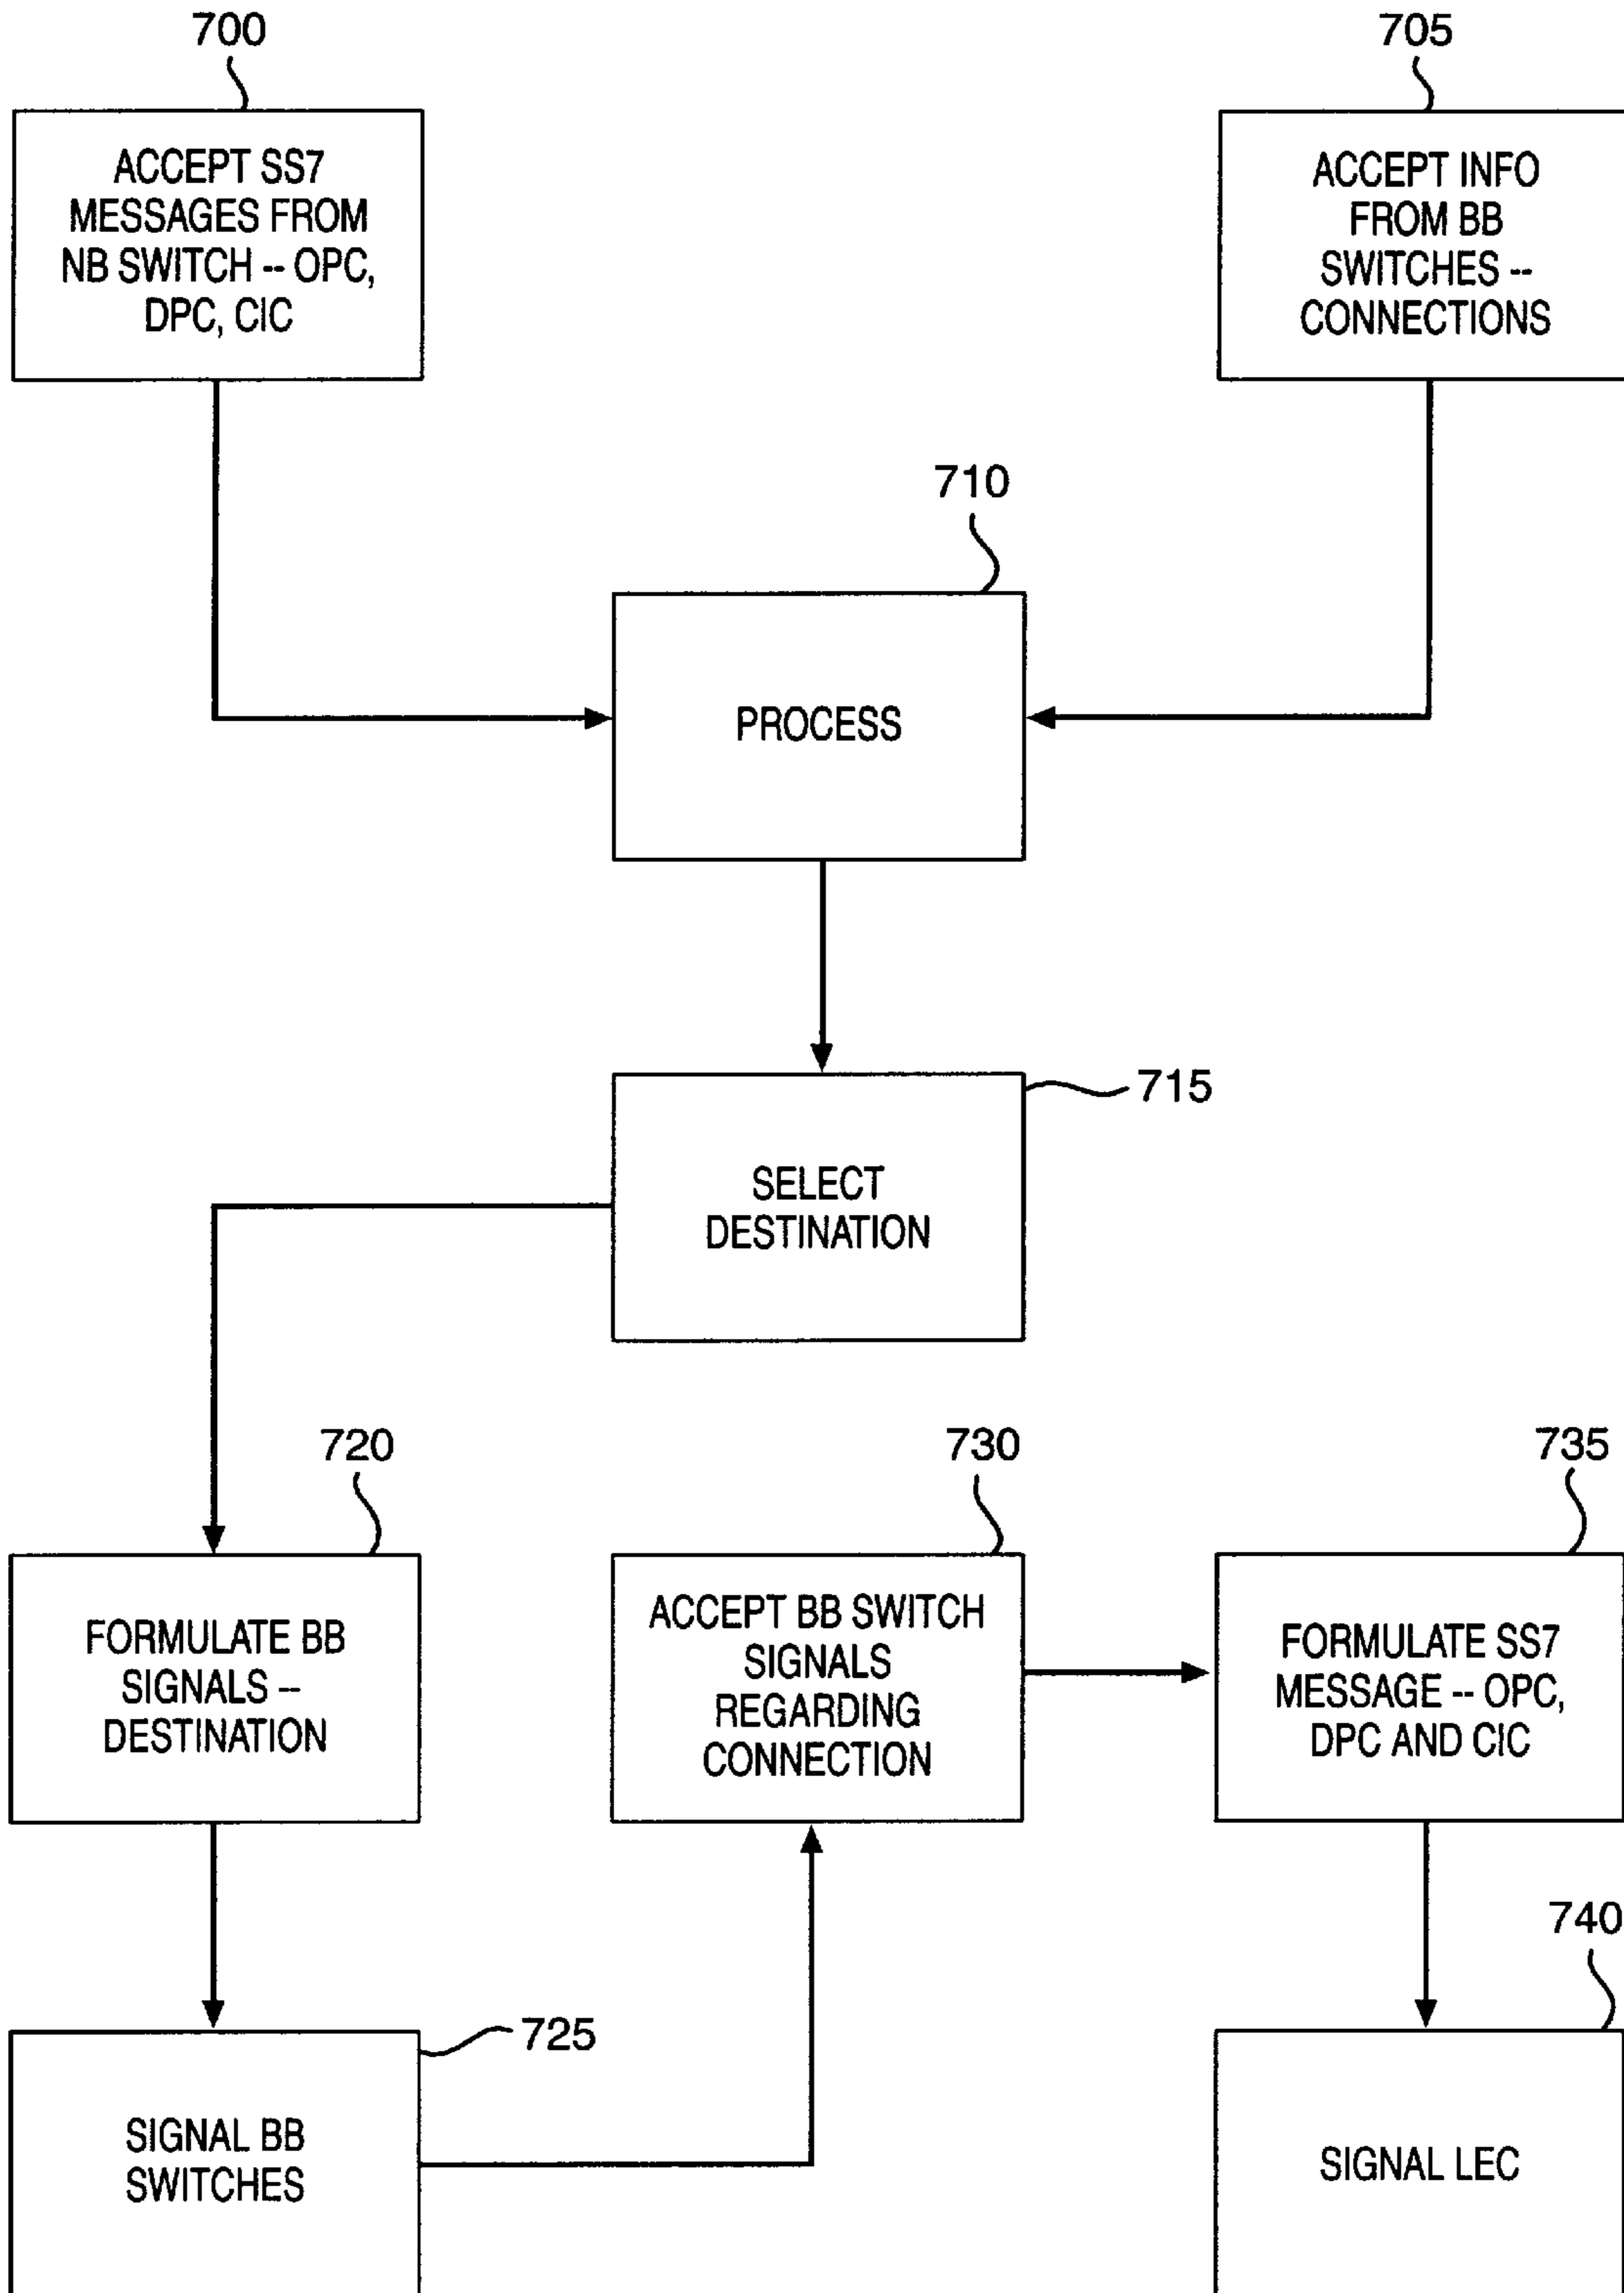 700
ACCEPT SS7
MESSAGES FROM
NB SWITCH -- OPC,
DPC, CIC
705
ACCEPT INFO
FROM BB
SWITCHES --
CONNECTIONS
710
PROCESS
715
SELECT
DESTINATION
720
FORMULATE BB
SIGNALS --
DESTINATION
725
SIGNAL BB
SWITCHES
730
ACCEPT BB SWITCH
SIGNALS
REGARDING
CONNECTION
735
FORMULATE SS7
MESSAGE -- OPC,
DPC AND CIC
740
SIGNAL LEC